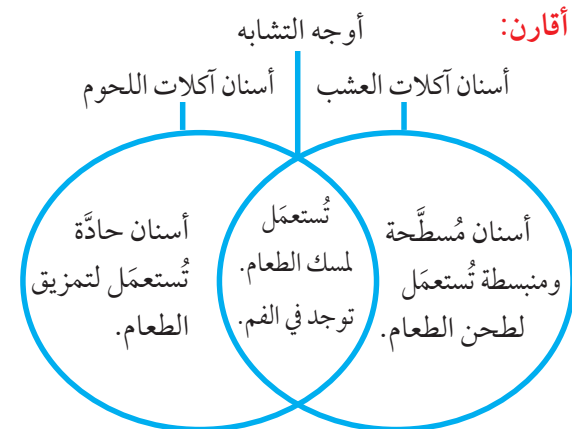 أقارن:
أوجه التشابه
أسنان آكلات العشب
أسنان آكلات اللحوم
أسنان مُسطَّحة
ومنبسطة تُستعمَل
لطحن الطعام.
تُستعمَل
لمسك الطعام.
توجد في الفم.
أسنان حادَّة
تُستعمَل لتمزيق
الطعام.